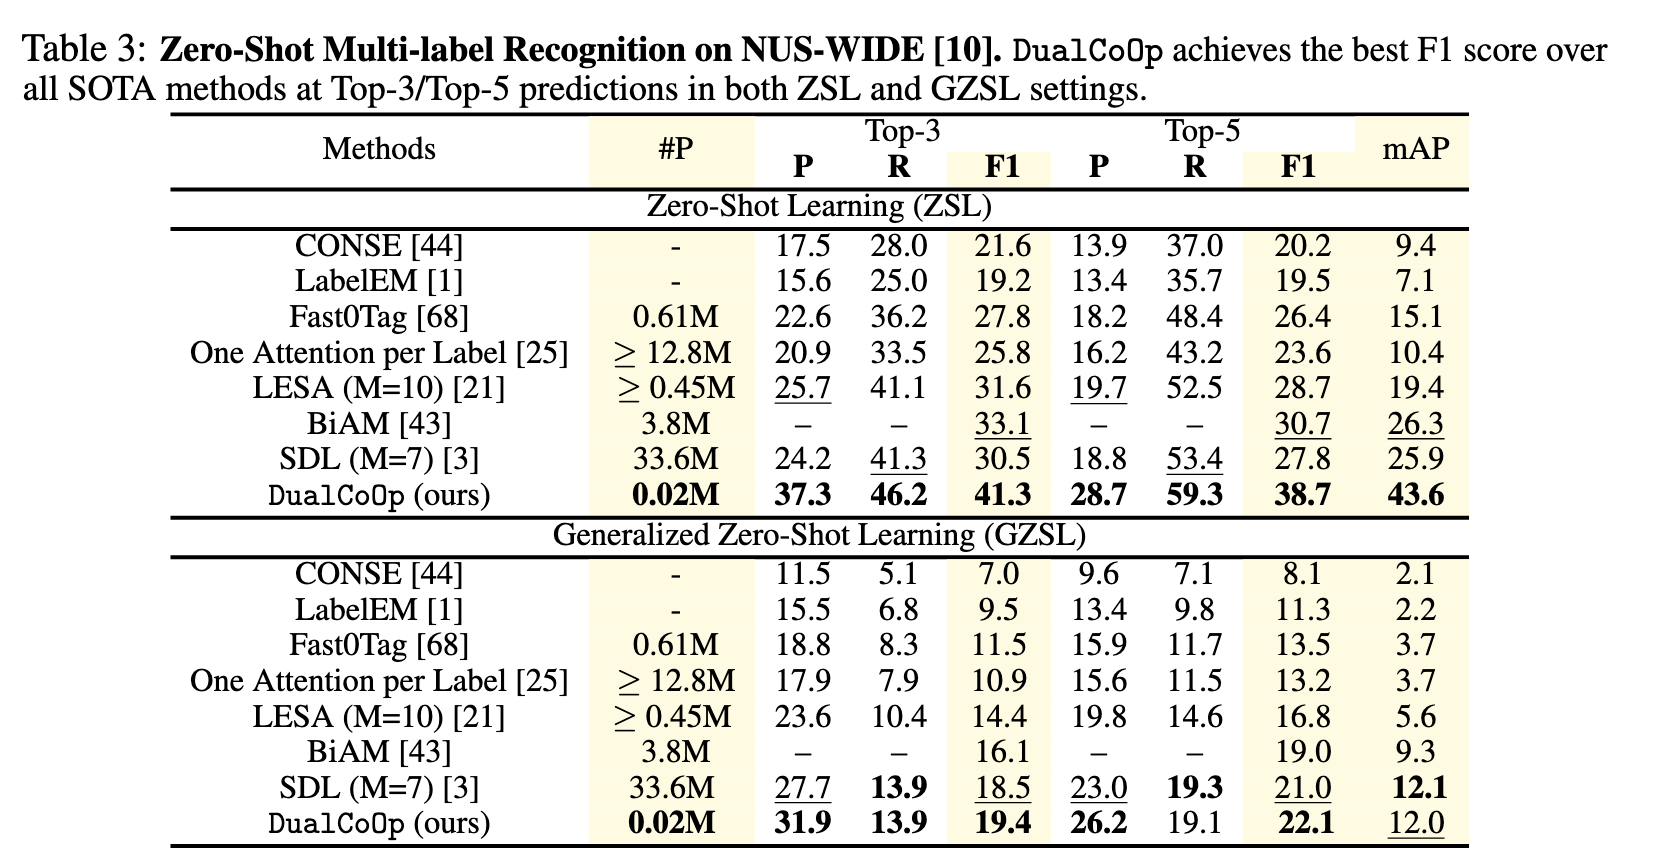 Table 3: Zero-Shot Multi-label Recognition on NUS-WIDE [10]. DualCoOp achieves the best F1 score over
all SOTA methods at Top-3/Top-5 predictions in both ZSL and GZSL settings.
Methods #P Top-3 Top-5 mAP
P R F1 P R F1
Zero-Shot Learning (ZSL)
CONSE [44] - 17.5 28.0 21.6 13.9 37.0 20.2 9.4
LabelEM [1] - 15.6 25.0 19.2 13.4 35.7 19.5 7.1
Fast0Tag [68] 0.61M 22.6 36.2 27.8 18.2 48.4 26.4 15.1
One Attention per Label [25] ≥ 12.8M 20.9 33.5 25.8 16.2 43.2 23.6 10.4
LESA (M=10) [21] ≥ 0.45M 25.7 41.1 31.6 19.7 52.5 28.7 19.4
BiAM [43] 3.8M – – 33.1 – – 30.7 26.3
SDL (M=7) [3] 33.6M 24.2 41.3 30.5 18.8 53.4 27.8 25.9
DualCoOp (ours) 0.02M 37.3 46.2 41.3 28.7 59.3 38.7 43.6
Generalized Zero-Shot Learning (GZSL)
CONSE [44] - 11.5 5.1 7.0 9.6 7.1 8.1 2.1
LabelEM [1] - 15.5 6.8 9.5 13.4 9.8 11.3 2.2
Fast0Tag [68] 0.61M 18.8 8.3 11.5 15.9 11.7 13.5 3.7
One Attention per Label [25] ≥ 12.8M 17.9 7.9 10.9 15.6 11.5 13.2 3.7
LESA (M=10) [21] ≥ 0.45M 23.6 10.4 14.4 19.8 14.6 16.8 5.6
BiAM [43] 3.8M – – 16.1 – – 19.0 9.3
SDL (M=7) [3] 33.6M 27.7 13.9 18.5 23.0 19.3 21.0 12.1
DualCoOp (ours) 0.02M 31.9 13.9 19.4 26.2 19.1 22.1 12.0